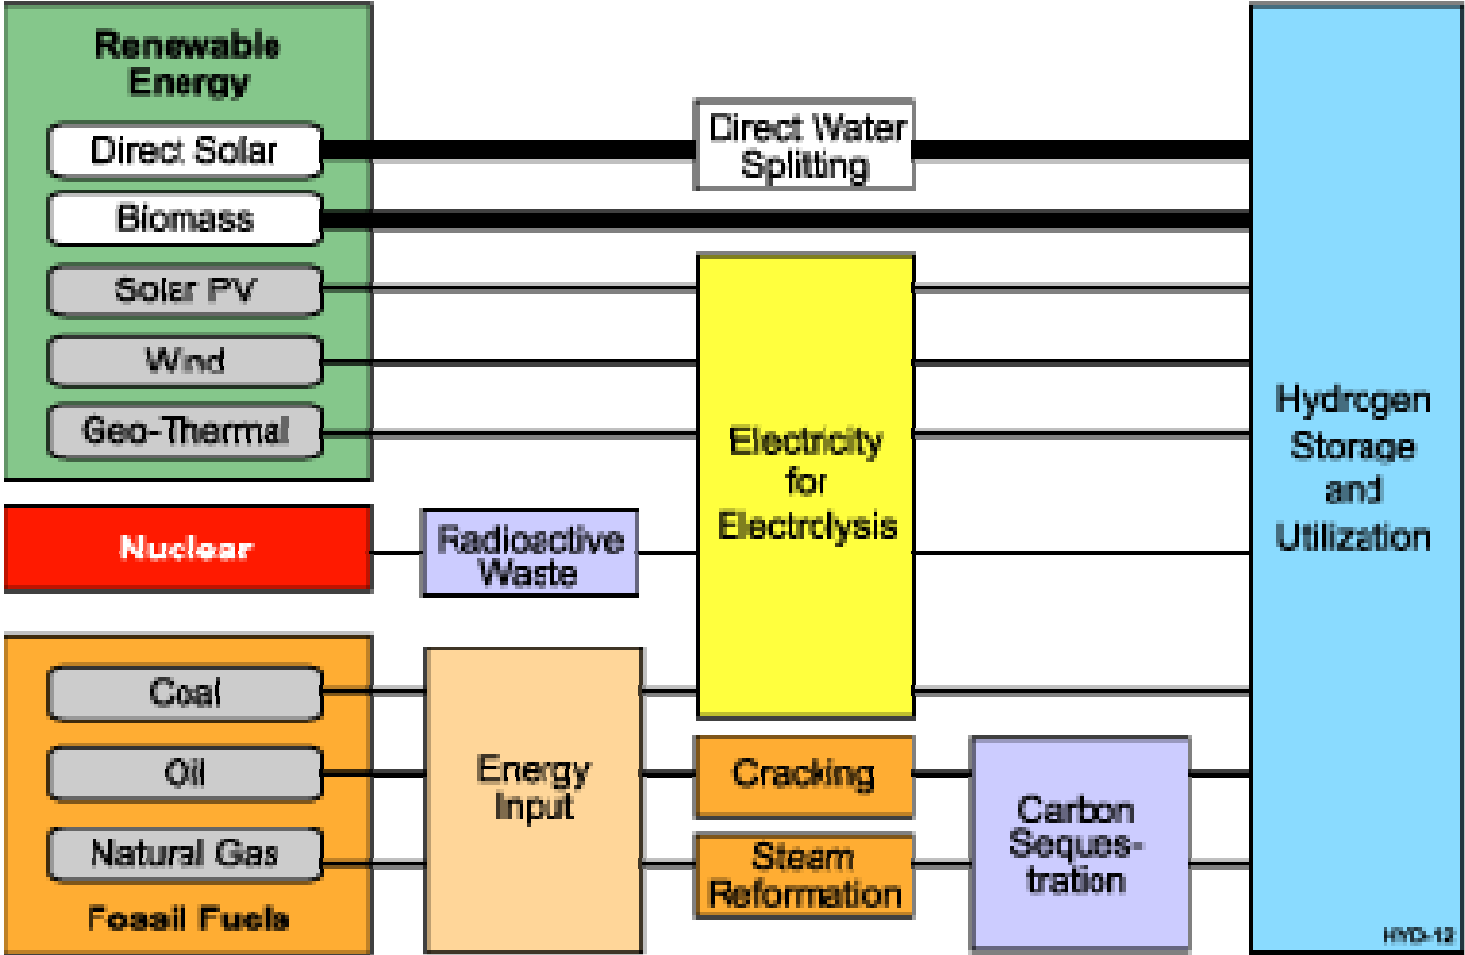 Renewable
Energy
Direct Solar
Biomass
Solar PV
Wind
Geo-Thermal
Nuclear
Radioactive
Waste
Coal
Oil
Natural Gas
Fossil Fuels
Energy
Input
Direct Water
Splitting
Electricity
for
Electrolysis
Cracking
Steam
Reformation
Carbon
Seques-
tration
Hydrogen
Storage
and
Utilization
HYD-12